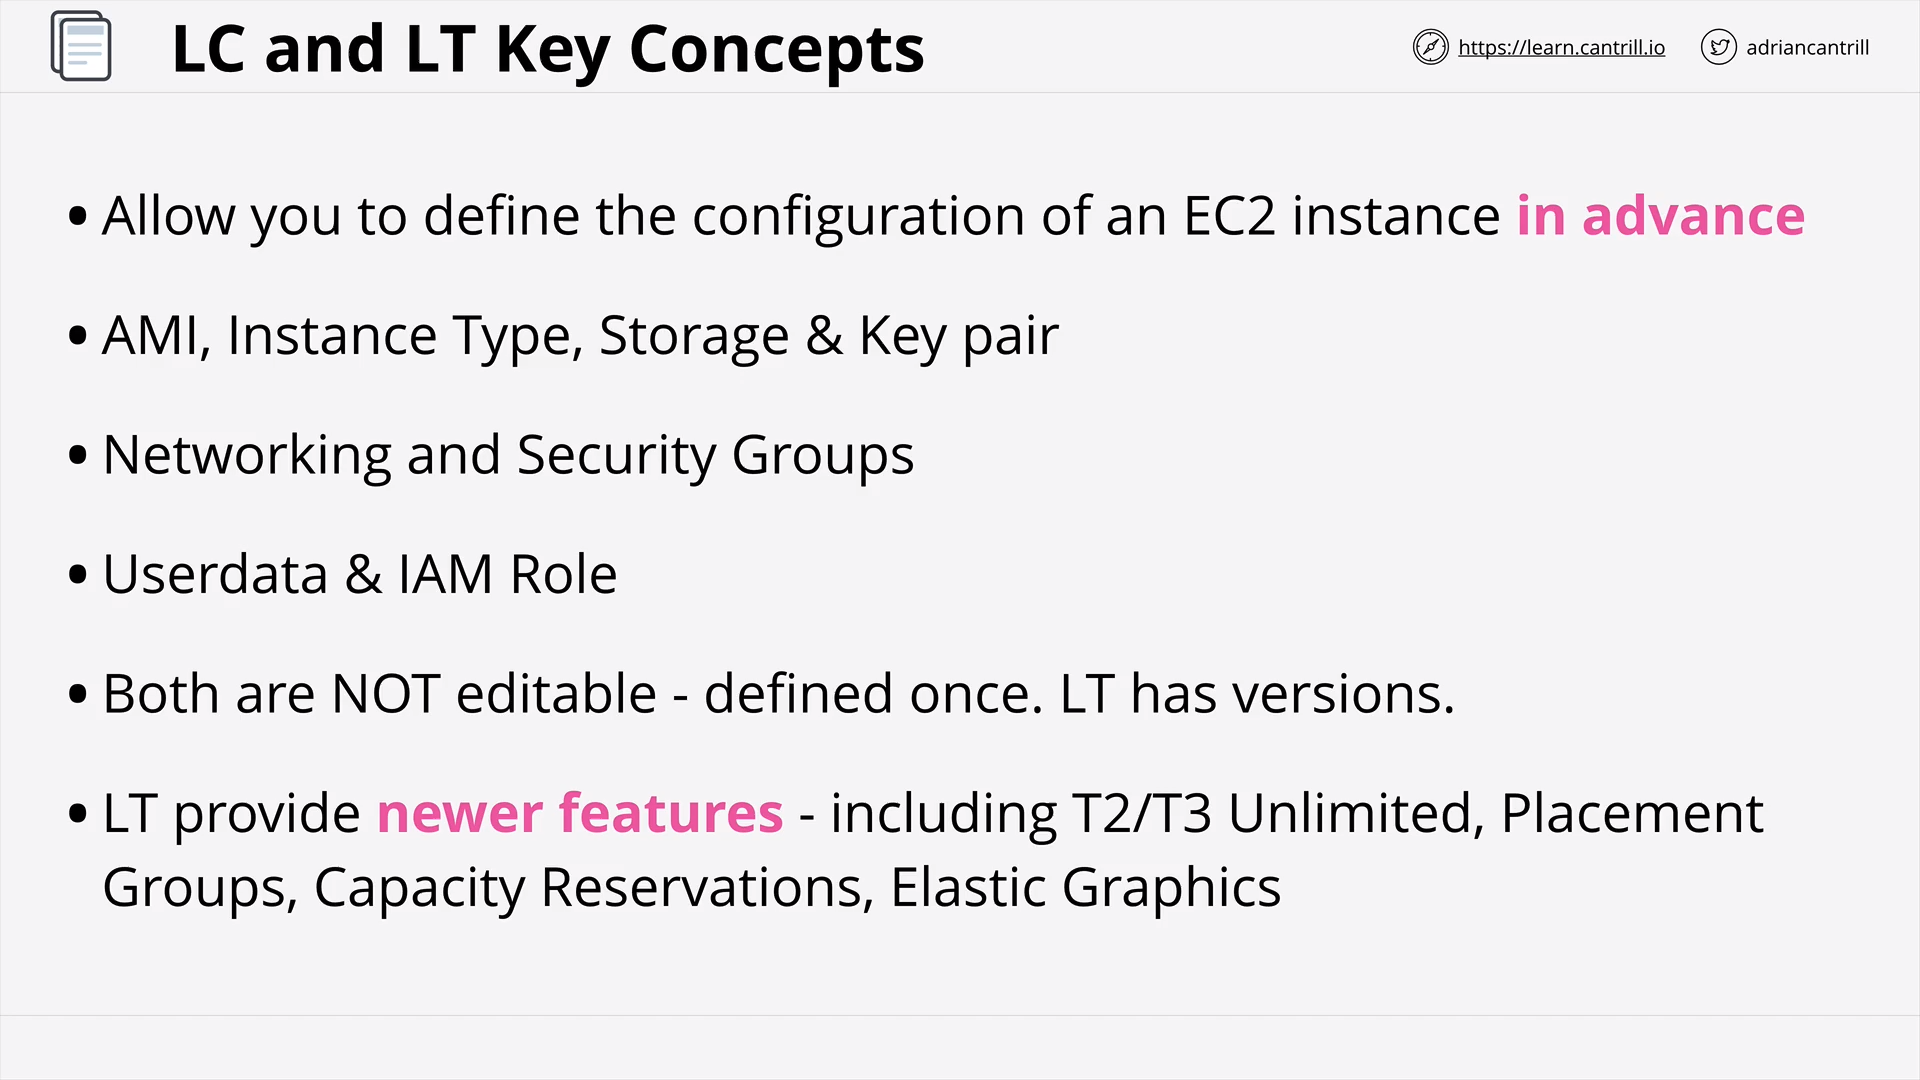 LC and LT Key Concepts
https://learn.cantrill.io
adriancantrill
• Allow you to define the configuration of an EC2 instance in advance
• AMI, Instance Type, Storage & Key pair
• Networking and Security Groups
• Userdata & IAM Role
• Both are NOT editable - defined once. LT has versions.
• LT provide newer features - including T2/T3 Unlimited, Placement
Groups, Capacity Reservations, Elastic Graphics